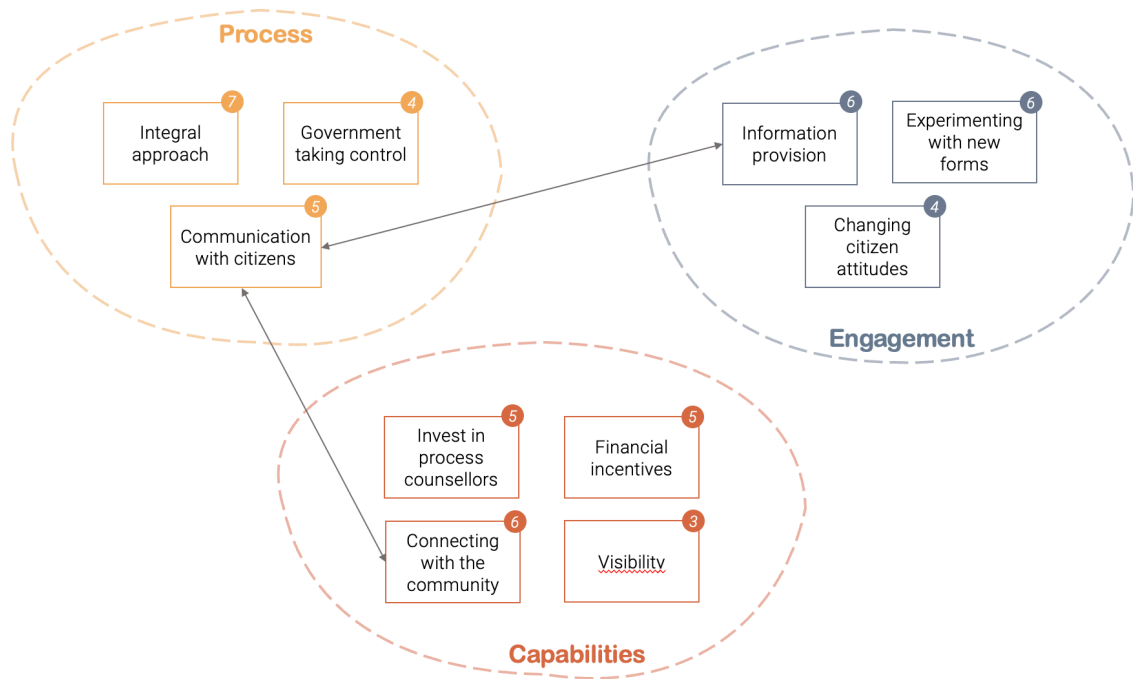 Process
7
Integral
approach
4
Government
taking control
5
Communication
with citizens
6
Information
provision
6
Experimenting
with new
forms
4
Changing
citizen
attitudes
Engagement
5
Invest in
process
counsellors
5
Financial
incentives
6
Connecting
with the
community
3
Visibility
Capabilities